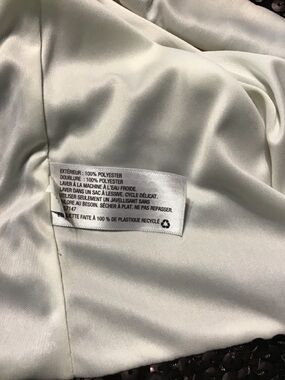 EXTÉRIEUR : 100% POLYESTER
DOUBLURE : 100% POLYESTER
LAVER À LA MACHINE À L'EAU FROIDE.
LAVER DANS UN SAC À LESSIVE. CYCLE DÉLICAT.
UTILISER SEULEMENT UN JAVELLISANT SANS
CHLORE AU BESOIN. SÉCHER À PLAT. NE PAS REPASSER.
ÉTIQUETTE FAITE À 100 % DE PLASTIQUE RECYCLÉ